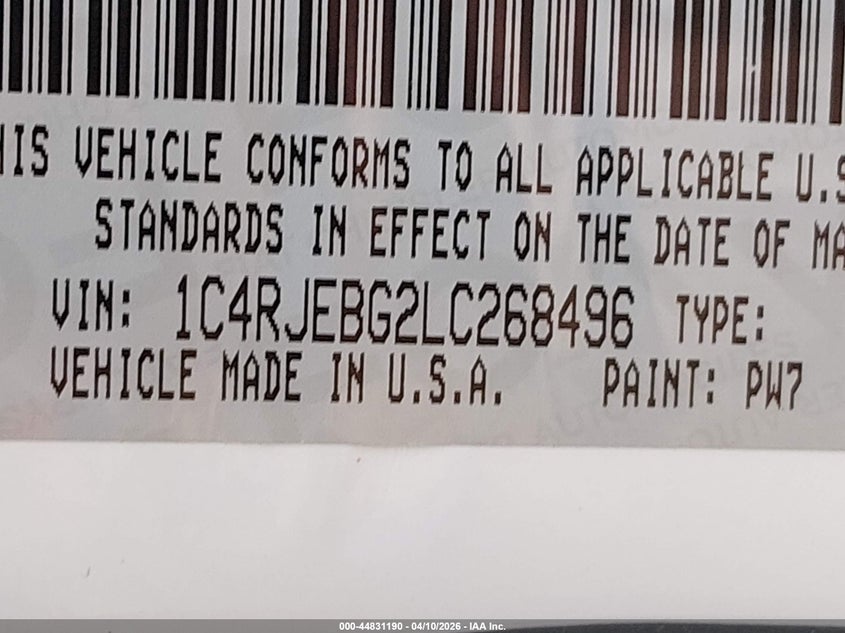 HIS VEHICLE CONFORMS TO ALL APPLICABLE U.S
STANDARDS IN EFFECT ON THE DATE OF MA
VIN: 1C4RJEBG2LC268496 TYPE:
VEHICLE MADE IN U.S.A. PAINT: PW7
000-44831190 - 04/10/2026 - IAA Inc.